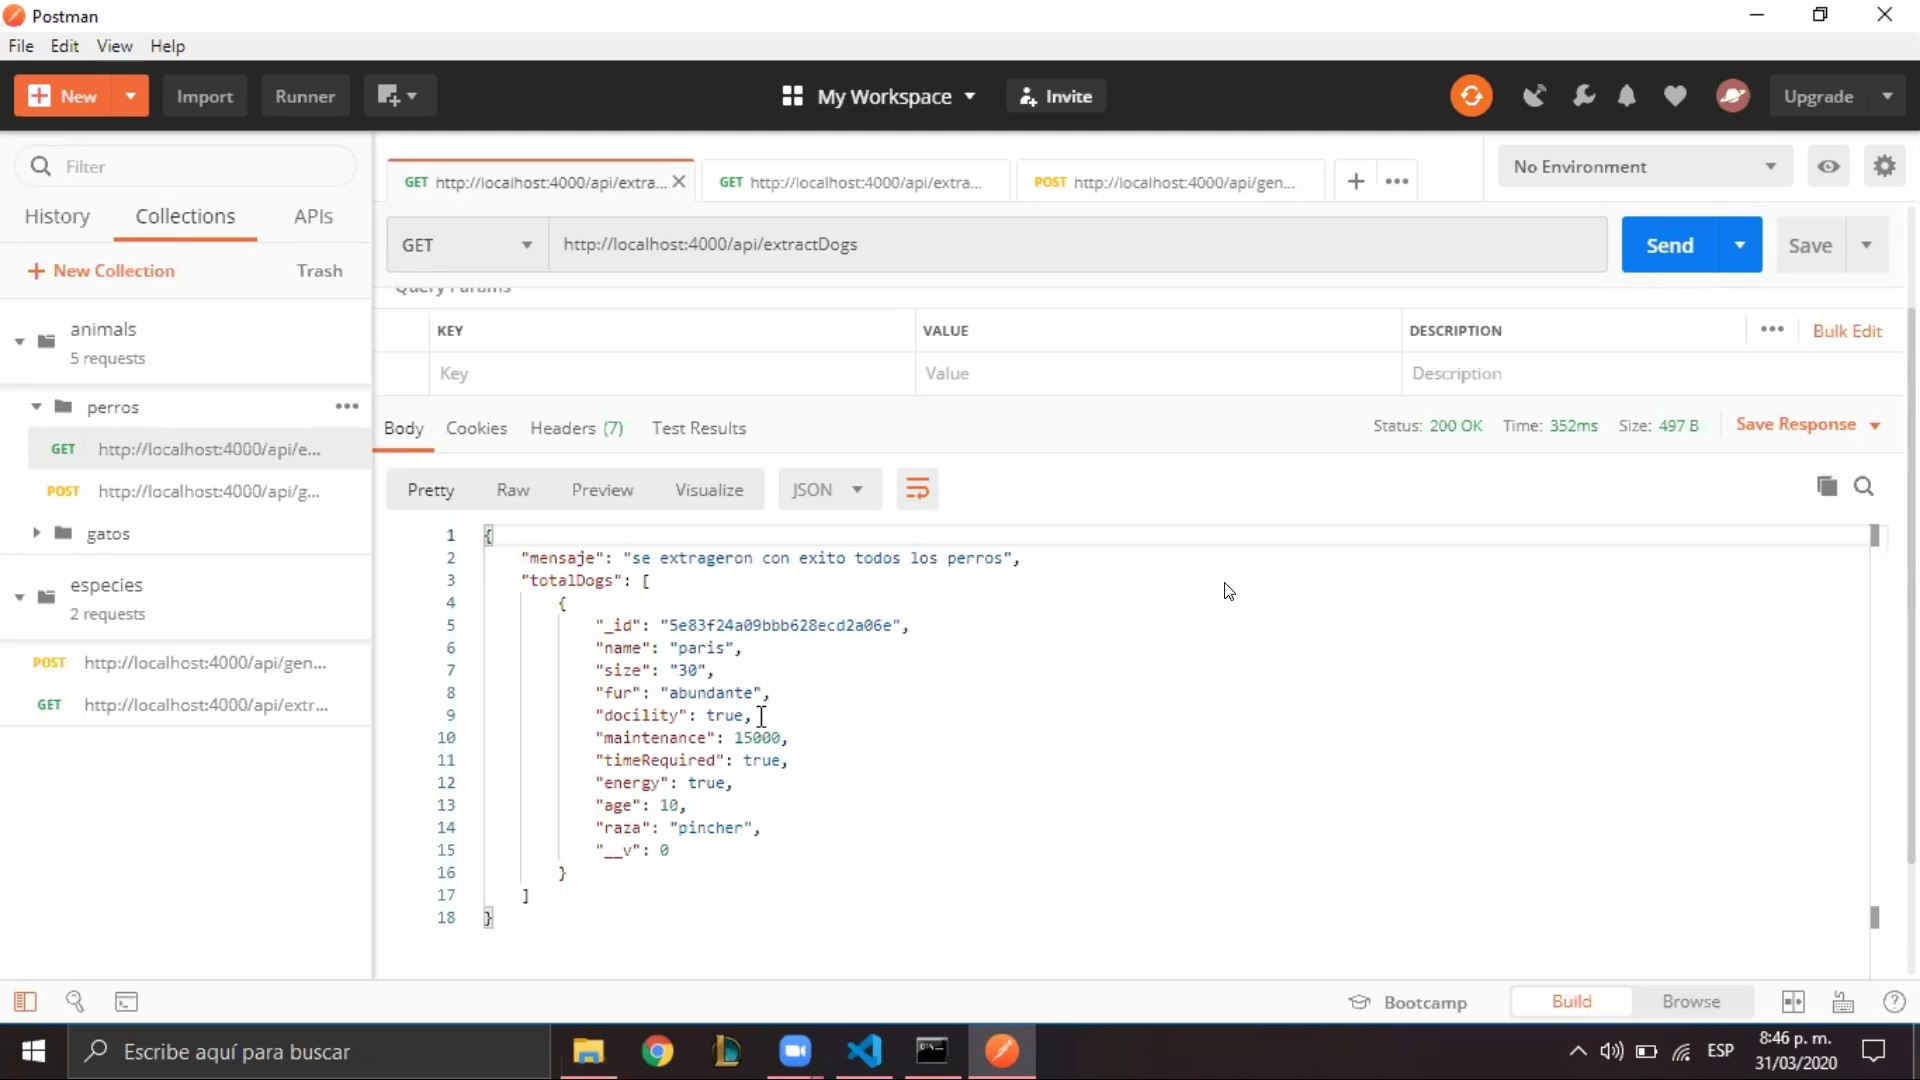 Postman
File Edit View Help
New Import Runner My Workspace Invite Upgrade
Filter
History Collections APIs
New Collection Trash
animals
5 requests
perros
GET http://localhost:4000/api/e...
POST http://localhost:4000/api/g...
gatos
especies
2 requests
POST http://localhost:4000/api/gen...
GET http://localhost:4000/api/extr...
GET http://localhost:4000/api/extra... GET http://localhost:4000/api/extra... POST http://localhost:4000/api/gen... No Environment
GET http://localhost:4000/api/extractDogs Send Save
Query Params
KEY VALUE DESCRIPTION Bulk Edit
Key Value Description
Body Cookies Headers (7) Test Results Status: 200 OK Time: 352ms Size: 497 B Save Response
Pretty Raw Preview Visualize JSON
1 {
2 "mensaje": "se extrageron con exito todos los perros",
3 "totalDogs": [
4 {
5 "_id": "5e83f24a09bbb628ecd2a06e",
6 "name": "paris",
7 "size": "30",
8 "fur": "abundante",
9 "docility": true,
10 "maintenance": 15000,
11 "timeRequired": true,
12 "energy": true,
13 "age": 10,
14 "raza": "pincher",
15 "__v": 0
16 }
17 ]
18 }
Bootcamp Build Browse
Escribe aquí para buscar ESP 8:46 p. m.
31/03/2020